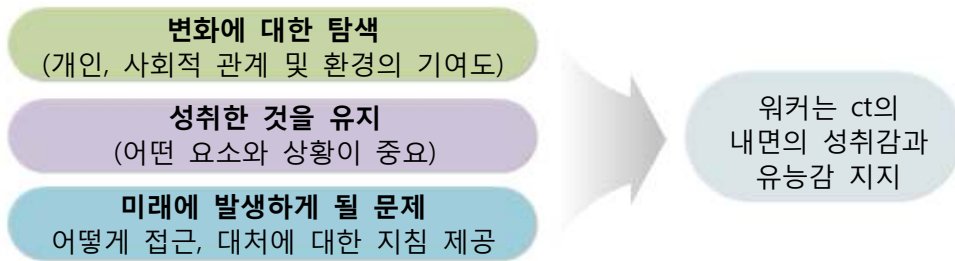 변화에 대한 탐색
(개인, 사회적 관계 및 환경의 기여도)
성취한 것을 유지
(어떤 요소와 상황이 중요)
미래에 발생하게 될 문제
어떻게 접근, 대처에 대한 지침 제공
워커는 ct의
내면의 성취감과
유능감 지지